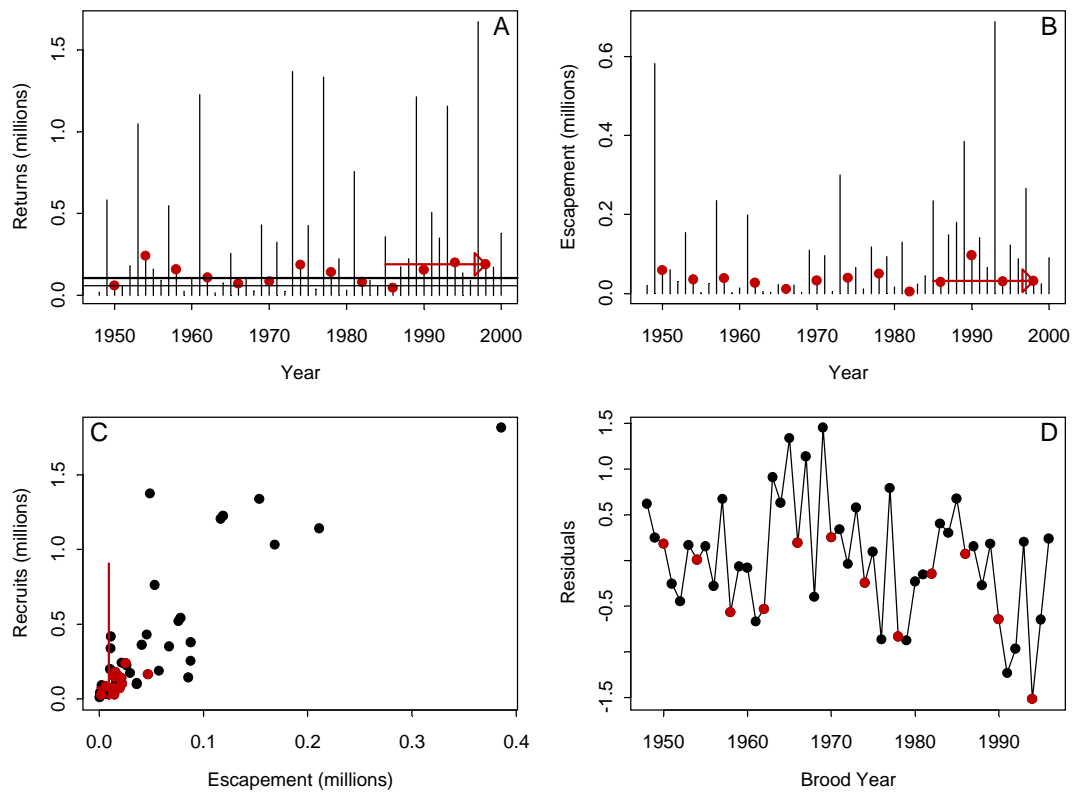 A
Returns (millions)
0.0 0.5 1.0 1.5
1950 1960 1970 1980 1990 2000
Year
B
Escapement (millions)
0.0 0.2 0.4 0.6
1950 1960 1970 1980 1990 2000
Year
C
Recruits (millions)
0.0 0.5 1.0 1.5
0.0 0.1 0.2 0.3 0.4
Escapement (millions)
D
Residuals
-1.5 -0.5 0.5 1.0 1.5
1950 1960 1970 1980 1990
Brood Year